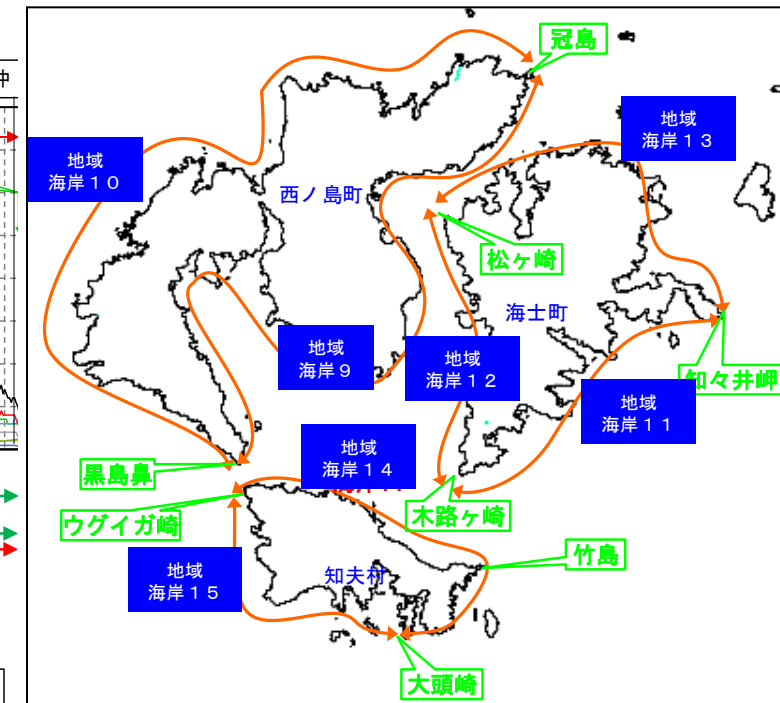 沖
冠島
地域
海岸１３
地域
海岸１０
西ノ島町
松ヶ崎
海士町
地域
海岸９
地域
海岸１２
知々井岬
地域
海岸１１
地域
海岸１４
黒島鼻
木路ヶ崎
ウグイガ崎
竹島
地域
海岸１５
知夫村
大頭崎